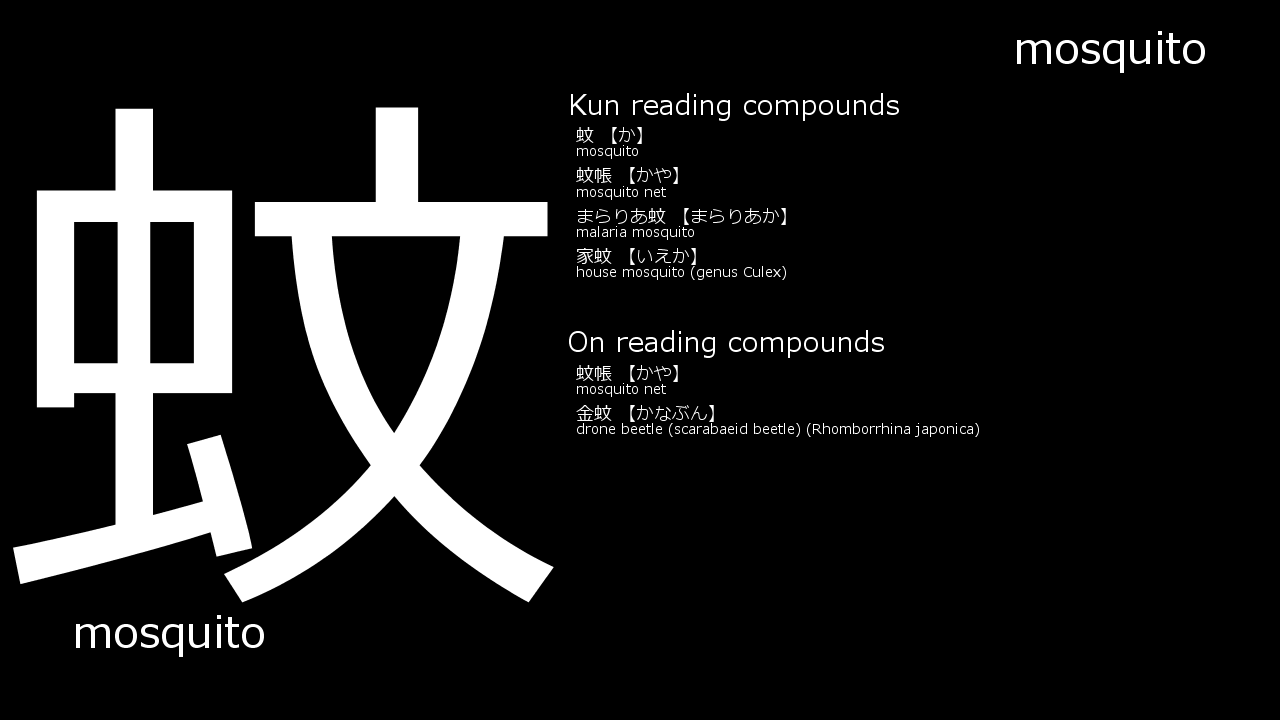 mosquito
蚊
Kun reading compounds
蚊 【か】
mosquito
蚊帳 【かや】
mosquito net
まらりあ蚊 【まらりあか】
malaria mosquito
家蚊 【いえか】
house mosquito (genus Culex)
On reading compounds
蚊帳 【かや】
mosquito net
金蚊 【かなぶん】
drone beetle (scarabaeid beetle) (Rhomborrhina japonica)
mosquito